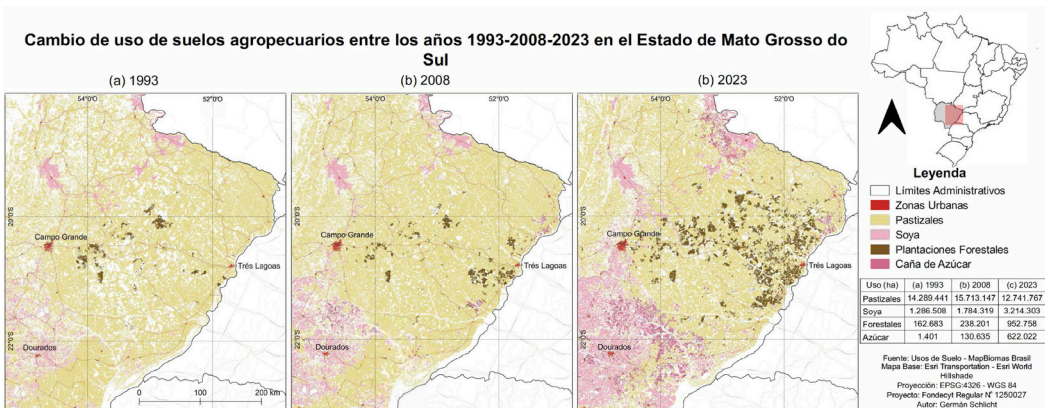 Cambio de uso de suelos agropecuarios entre los años 1993-2008-2023 en el Estado de Mato Grosso do
Sul
(a) 1993
(b) 2008
(b) 2023
54°0'O
52°0'O
54°0'O
52°0'O
54°0'O
52°0'O
20°0'S
20°0'S
20°0'S
Campo Grande
Campo Grande
Campo Grande
Três Lagoas
Três Lagoas
Três Lagoas
22°0'S
22°0'S
22°0'S
Dourados
Dourados
Dourados
0 100 200 km
Leyenda
Límites Administrativos
Zonas Urbanas
Pastizales
Soya
Plantaciones Forestales
Caña de Azúcar
Uso (ha) (a) 1993 (b) 2008 (c) 2023
Pastizales 14.289.441 15.713.147 12.741.767
Soya 1.286.508 1.784.319 3.214.303
Forestales 162.683 238.201 952.758
Azúcar 1.401 130.635 622.022
Fuente: Usos de Suelo - MapBiomas Brasil
Mapa Base: Esri Transportation - Esri World
Hillshade
Proyección: EPSG:4326 - WGS 84
Proyecto: Fondecyt Regular N° 1250027
Autor: Germán Schlicht